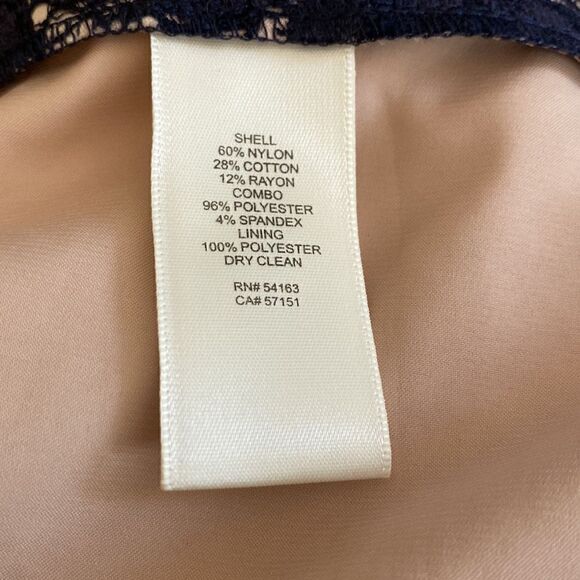 SHELL
60% NYLON
28% COTTON
12% RAYON
COMBO
96% POLYESTER
4% SPANDEX
LINING
100% POLYESTER
DRY CLEAN
RN# 54163
CA# 57151